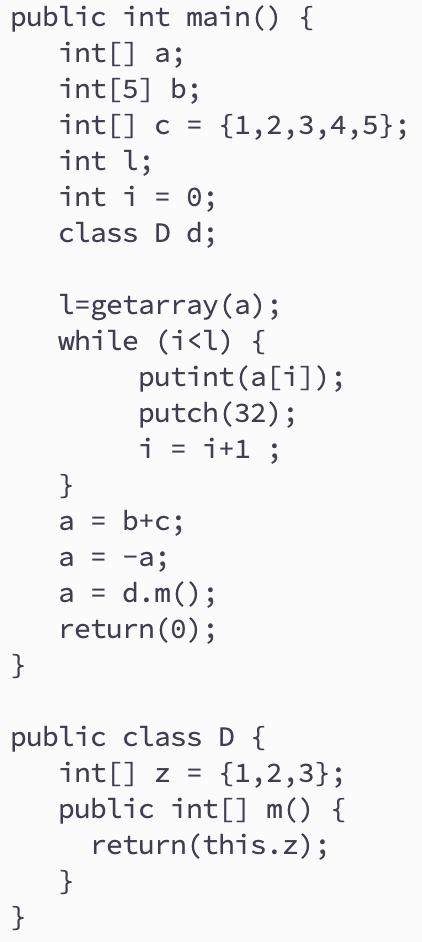 public int main() {
   int[] a;
   int[5] b;
   int[] c = {1,2,3,4,5};
   int l;
   int i = 0;
   class D d;

   l=getarray(a);
   while (i<l) {
        putint(a[i]);
        putch(32);
        i = i+1 ;
   }
   a = b+c;
   a = -a;
   a = d.m();
   return(0);
}

public class D {
   int[] z = {1,2,3};
   public int[] m() {
     return(this.z);
   }
}